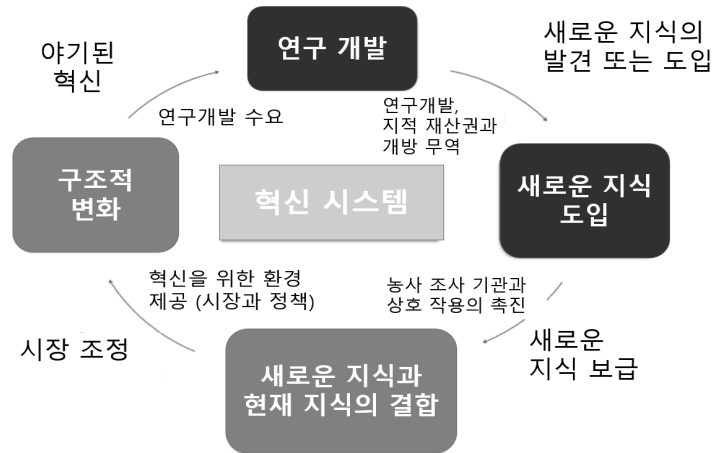 연구 개발
야기된
혁신
새로운 지식의
발견 또는 도입
연구개발 수요
연구개발,
지적 재산권과
개방 무역
구조적
변화
혁신 시스템
새로운 지식
도입
혁신을 위한 환경
제공 (시장과 정책)
농사 조사 기관과
상호 작용의 촉진
시장 조정
새로운
지식 보급
새로운 지식과
현재 지식의 결합